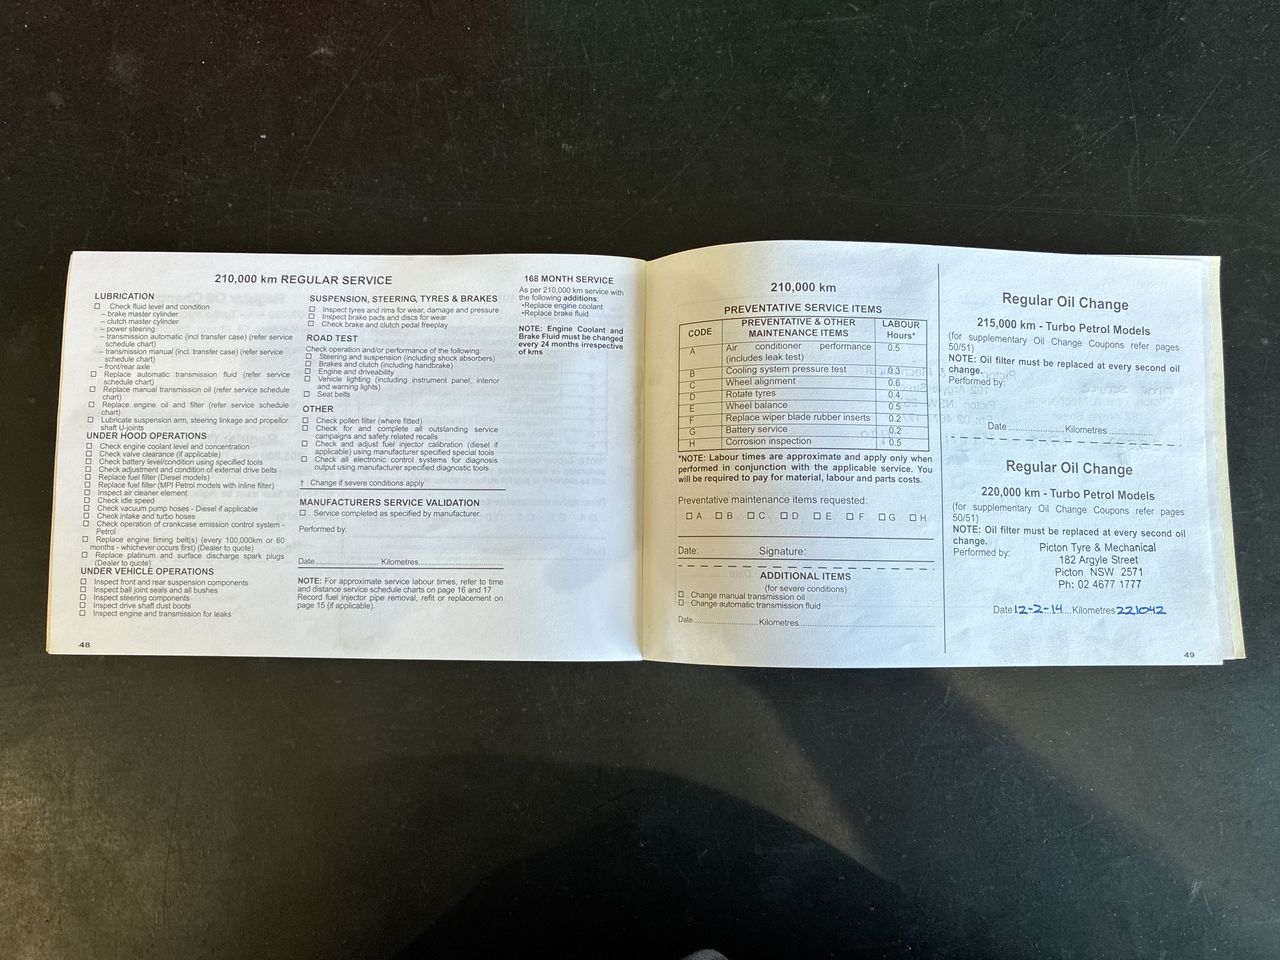 210,000 km REGULAR SERVICE
LUBRICATION
☐ Check fluid level and condition
– brake master cylinder
– clutch master cylinder
– power steering
– transmission automatic (incl transfer case) (refer service
schedule chart)
– transmission manual (incl. transfer case) (refer service
schedule chart)
– front/rear axle
☐ Replace automatic transmission fluid (refer service
schedule chart)
☐ Replace manual transmission oil (refer service schedule
chart)
☐ Replace engine oil and filter (refer service schedule
chart)
☐ Lubricate suspension arm, steering linkage and propellor
shaft U-joints
UNDER HOOD OPERATIONS
☐ Check engine coolant level and concentration
☐ Check valve clearance (if applicable)
☐ Check battery level/condition using specified tools
☐ Check adjustment and condition of external drive belts
☐ Replace fuel filter (Diesel models)
☐ Replace fuel filter (MPI Petrol models with inline filter)
☐ Inspect air cleaner element
☐ Check idle speed
☐ Check vacuum pump hoses - Diesel if applicable
☐ Check intake and turbo hoses
☐ Check operation of crankcase emission control system -
Petrol
☐ Replace engine timing belt(s) (every 100,000km or 60
months - whichever occurs first) (Dealer to quote)
☐ Replace platinum and surface discharge spark plugs
(Dealer to quote)
UNDER VEHICLE OPERATIONS
☐ Inspect front and rear suspension components
☐ Inspect ball joint seals and all bushes
☐ Inspect steering components
☐ Inspect drive shaft dust boots
☐ Inspect engine and transmission for leaks
48
SUSPENSION, STEERING, TYRES & BRAKES
☐ Inspect tyres and rims for wear, damage and pressure
☐ Inspect brake pads and discs for wear
☐ Check brake and clutch pedal freeplay
ROAD TEST
Check operation and/or performance of the following:
☐ Steering and suspension (including shock absorbers)
☐ Brakes and clutch (including handbrake)
☐ Engine and driveability
☐ Vehicle lighting (including instrument panel, interior
and warning lights)
☐ Seat belts
OTHER
☐ Check pollen filter (where fitted)
☐ Check for and complete all outstanding service
campaigns and safety related recalls
☐ Check and adjust fuel injector calibration (diesel if
applicable) using manufacturer specified special tools
☐ Check all electronic control systems for diagnosis
output using manufacturer specified diagnostic tools
† Change if severe conditions apply
MANUFACTURERS SERVICE VALIDATION
☐ Service completed as specified by manufacturer.
Performed by:
Date..............................Kilometres..............................
NOTE: For approximate service labour times, refer to time
and distance service schedule charts on page 16 and 17
Record fuel injector pipe removal, refit or replacement on
page 15 (if applicable).
168 MONTH SERVICE
As per 210,000 km service with
the following additions:
•Replace engine coolant
•Replace brake fluid
NOTE: Engine Coolant and
Brake Fluid must be changed
every 24 months irrespective
of kms
210,000 km
PREVENTATIVE SERVICE ITEMS
CODE PREVENTATIVE & OTHER MAINTENANCE ITEMS LABOUR Hours*
A Air conditioner performance (includes leak test) 0.5
B Cooling system pressure test 0.3
C Wheel alignment 0.6
D Rotate tyres 0.4
E Wheel balance 0.5
F Replace wiper blade rubber inserts 0.2
G Battery service 0.2
H Corrosion inspection 0.5
*NOTE: Labour times are approximate and apply only when
performed in conjunction with the applicable service. You
will be required to pay for material, labour and parts costs.
Preventative maintenance items requested:
☐ A ☐ B ☐ C ☐ D ☐ E ☐ F ☐ G ☐ H
Date: Signature:
ADDITIONAL ITEMS
(for severe conditions)
☐ Change manual transmission oil
☐ Change automatic transmission fluid
Date..............................Kilometres..............................
Regular Oil Change
215,000 km - Turbo Petrol Models
(for supplementary Oil Change Coupons refer pages
50/51)
NOTE: Oil filter must be replaced at every second oil
change.
Performed by:
Date..............................Kilometres..............................
Regular Oil Change
220,000 km - Turbo Petrol Models
(for supplementary Oil Change Coupons refer pages
50/51)
NOTE: Oil filter must be replaced at every second oil
change.
Performed by: Picton Tyre & Mechanical
182 Argyle Street
Picton NSW 2571
Ph: 02 4677 1777
Date 12-2-14....Kilometres 221042
49